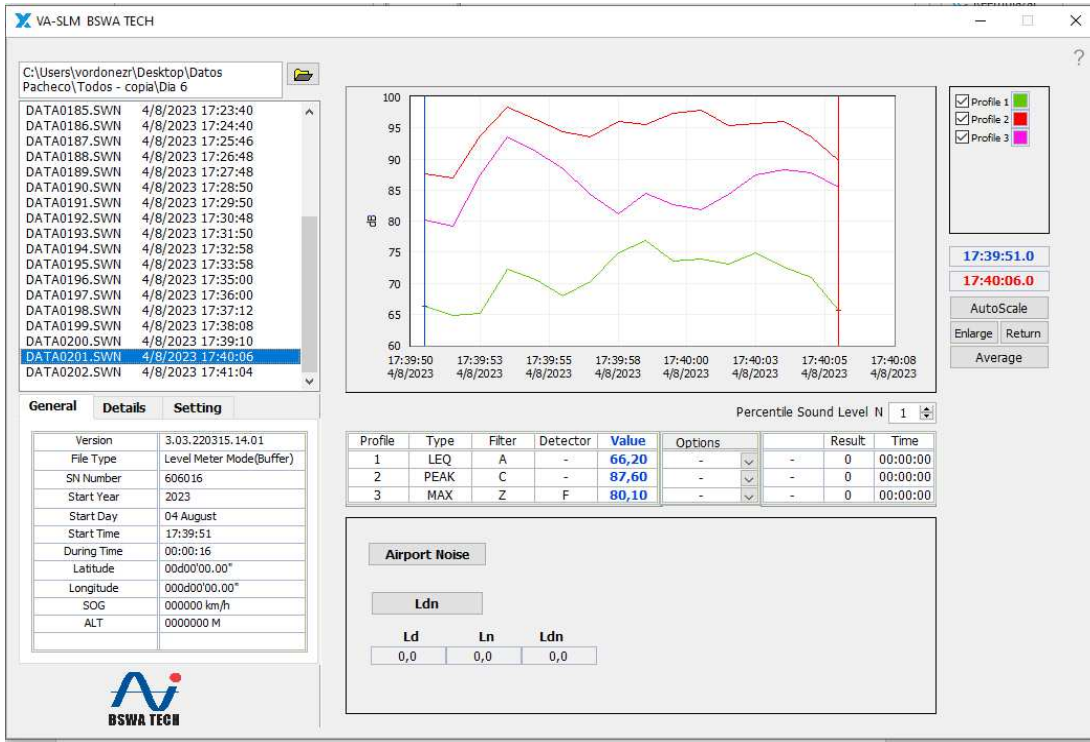 VA-SLM BSWA TECH
?
C:\Users\vordonezr\Desktop\Datos
Pacheco\Todos - copia\Dia 6
DATA0185.SWN 4/8/2023 17:23:40
DATA0186.SWN 4/8/2023 17:24:40
DATA0187.SWN 4/8/2023 17:25:46
DATA0188.SWN 4/8/2023 17:26:48
DATA0189.SWN 4/8/2023 17:27:48
DATA0190.SWN 4/8/2023 17:28:50
DATA0191.SWN 4/8/2023 17:29:50
DATA0192.SWN 4/8/2023 17:30:48
DATA0193.SWN 4/8/2023 17:31:50
DATA0194.SWN 4/8/2023 17:32:58
DATA0195.SWN 4/8/2023 17:33:58
DATA0196.SWN 4/8/2023 17:35:00
DATA0197.SWN 4/8/2023 17:36:00
DATA0198.SWN 4/8/2023 17:37:12
DATA0199.SWN 4/8/2023 17:38:08
DATA0200.SWN 4/8/2023 17:39:10
DATA0201.SWN 4/8/2023 17:40:06
DATA0202.SWN 4/8/2023 17:41:04
General Details Setting
Version 3.03.220315.14.01
File Type Level Meter Mode(Buffer)
SN Number 606016
Start Year 2023
Start Day 04 August
Start Time 17:39:51
During Time 00:00:16
Latitude 00d00'00.00"
Longitude 000d00'00.00"
SOG 000000 km/h
ALT 0000000 M
BSWA TECH
100
95
90
85
dB
80
75
70
65
60
17:39:50 17:39:53 17:39:55 17:39:58 17:40:00 17:40:03 17:40:05 17:40:08
4/8/2023 4/8/2023 4/8/2023 4/8/2023 4/8/2023 4/8/2023 4/8/2023 4/8/2023
Profile 1
Profile 2
Profile 3
17:39:51.0
17:40:06.0
AutoScale
Enlarge Return
Average
Percentile Sound Level N 1
Profile Type Filter Detector Value Options Result Time
1 LEQ A - 66,20 - - 0 00:00:00
2 PEAK C - 87,60 - - 0 00:00:00
3 MAX Z F 80,10 - - 0 00:00:00
Airport Noise
Ldn
Ld Ln Ldn
0,0 0,0 0,0